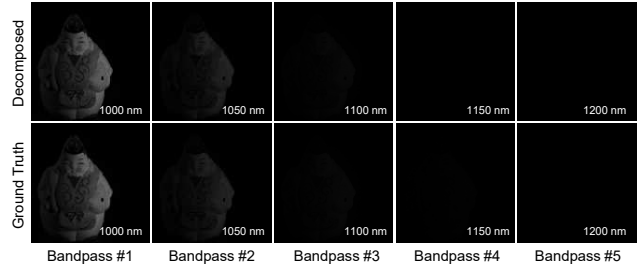 Decomposed
1000 nm
1050 nm
1100 nm
1150 nm
1200 nm
Ground Truth
1000 nm
1050 nm
1100 nm
1150 nm
1200 nm
Bandpass #1
Bandpass #2
Bandpass #3
Bandpass #4
Bandpass #5